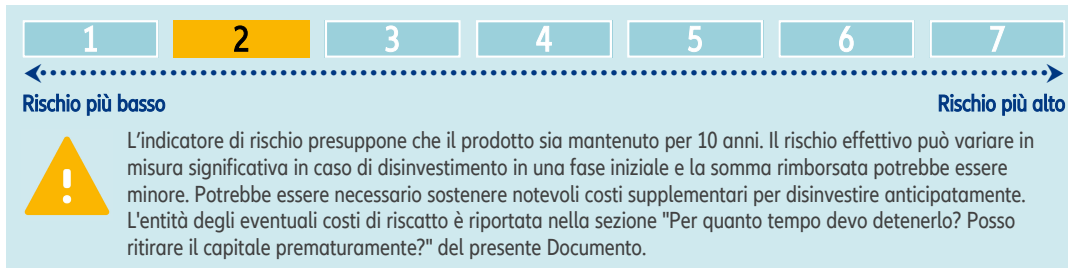 1 2 3 4 5 6 7
Rischio più basso Rischio più alto
L'indicatore di rischio presuppone che il prodotto sia mantenuto per 10 anni. Il rischio effettivo può variare in
misura significativa in caso di disinvestimento in una fase iniziale e la somma rimborsata potrebbe essere
minore. Potrebbe essere necessario sostenere notevoli costi supplementari per disinvestire anticipatamente.
L'entità degli eventuali costi di riscatto è riportata nella sezione "Per quanto tempo devo detenerlo? Posso
ritirare il capitale prematuramente?" del presente Documento.